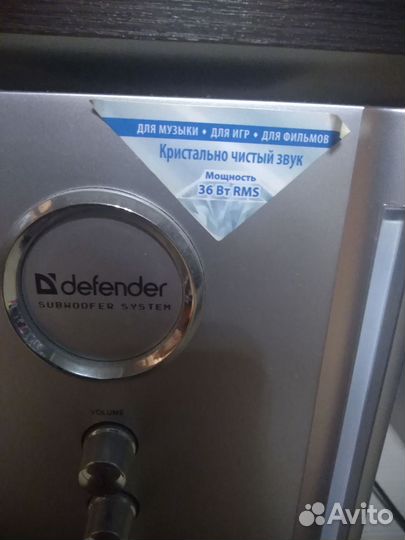 ДЛЯ МУЗЫКИ • ДЛЯ ИГР • ДЛЯ ФИЛЬМОВ
Кристально чистый звук
Мощность
36 Вт RMS
defender
SUBWOOFER SYSTEM
VOLUME
Avito